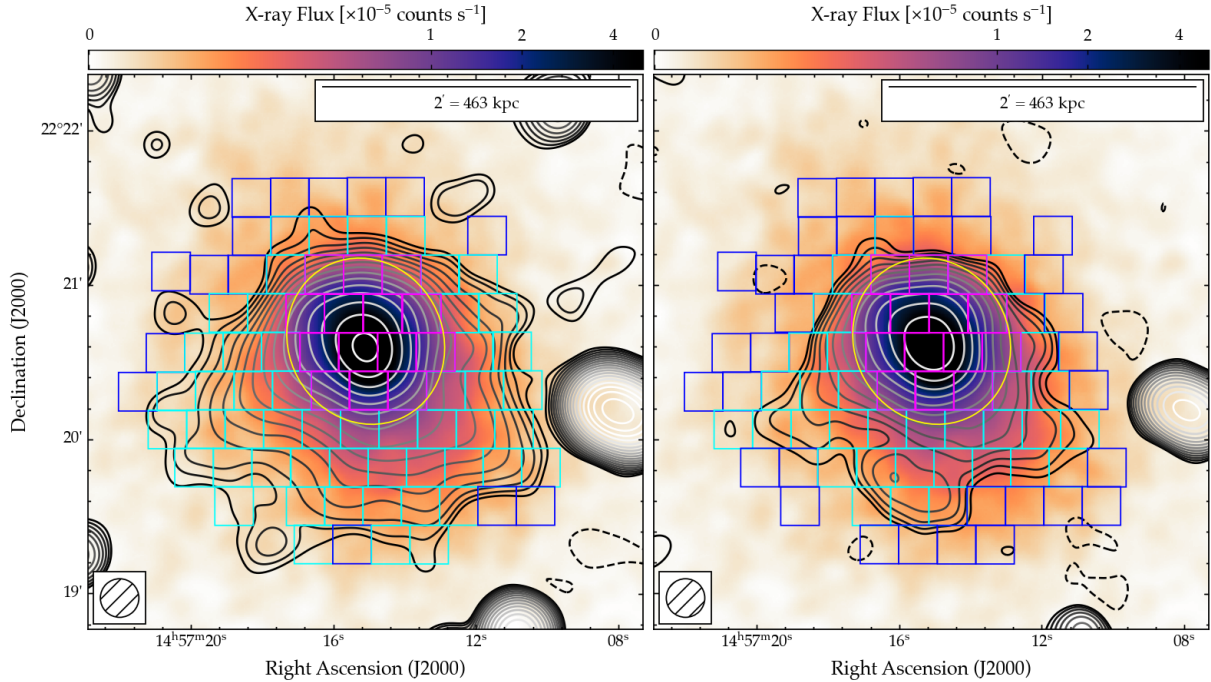 X-ray Flux [×10⁻⁵ counts s⁻¹]
X-ray Flux [×10⁻⁵ counts s⁻¹]
0 1 2 4
0 1 2 4
2′ = 463 kpc
2′ = 463 kpc
22°22′
21′
20′
19′
Declination (J2000)
14ʰ57ᵐ20ˢ 16ˢ 12ˢ 08ˢ
14ʰ57ᵐ20ˢ 16ˢ 12ˢ 08ˢ
Right Ascension (J2000)
Right Ascension (J2000)